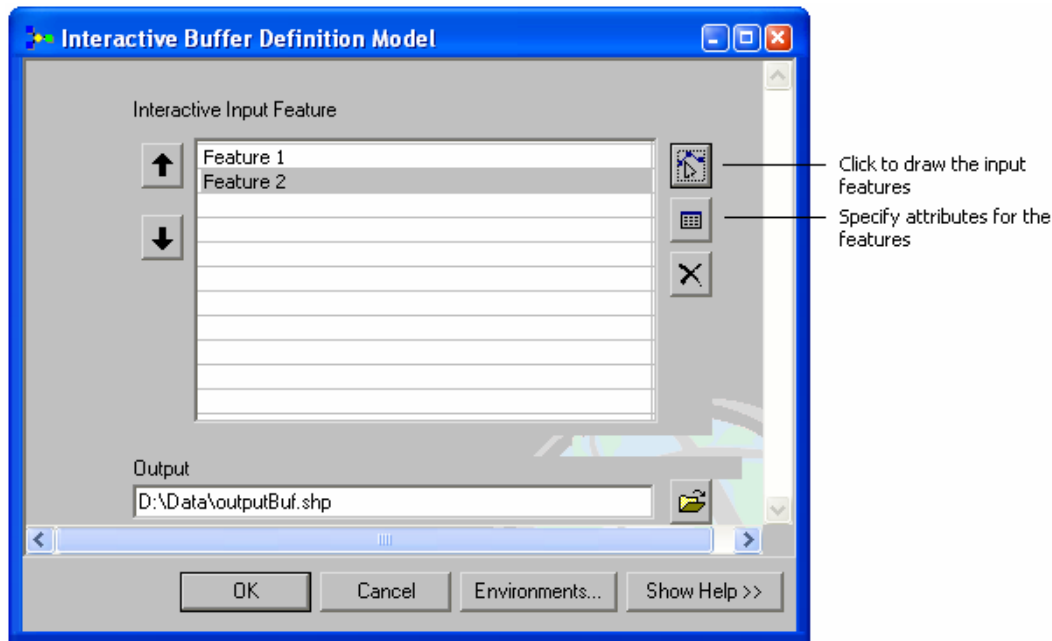 Interactive Buffer Definition Model
Interactive Input Feature
Feature 1
Feature 2
Click to draw the input
features
Specify attributes for the
features
Output
D:\Data\outputBuf.shp
OK
Cancel
Environments...
Show Help >>